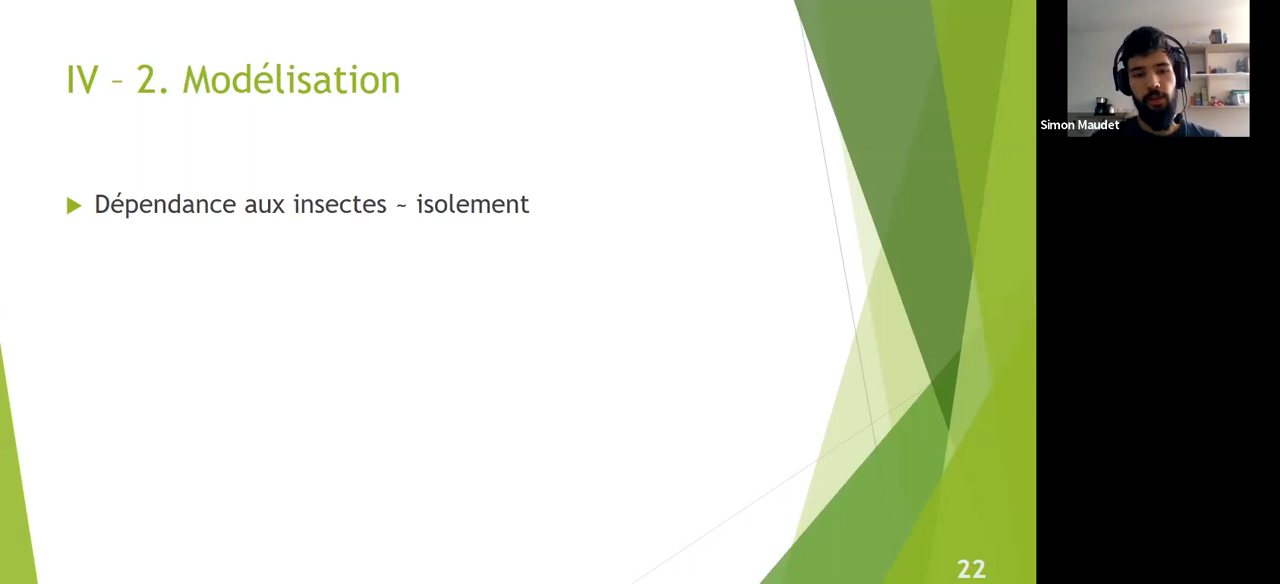 IV – 2. Modélisation
Dépendance aux insectes ~ isolement
22
Simon Maudet